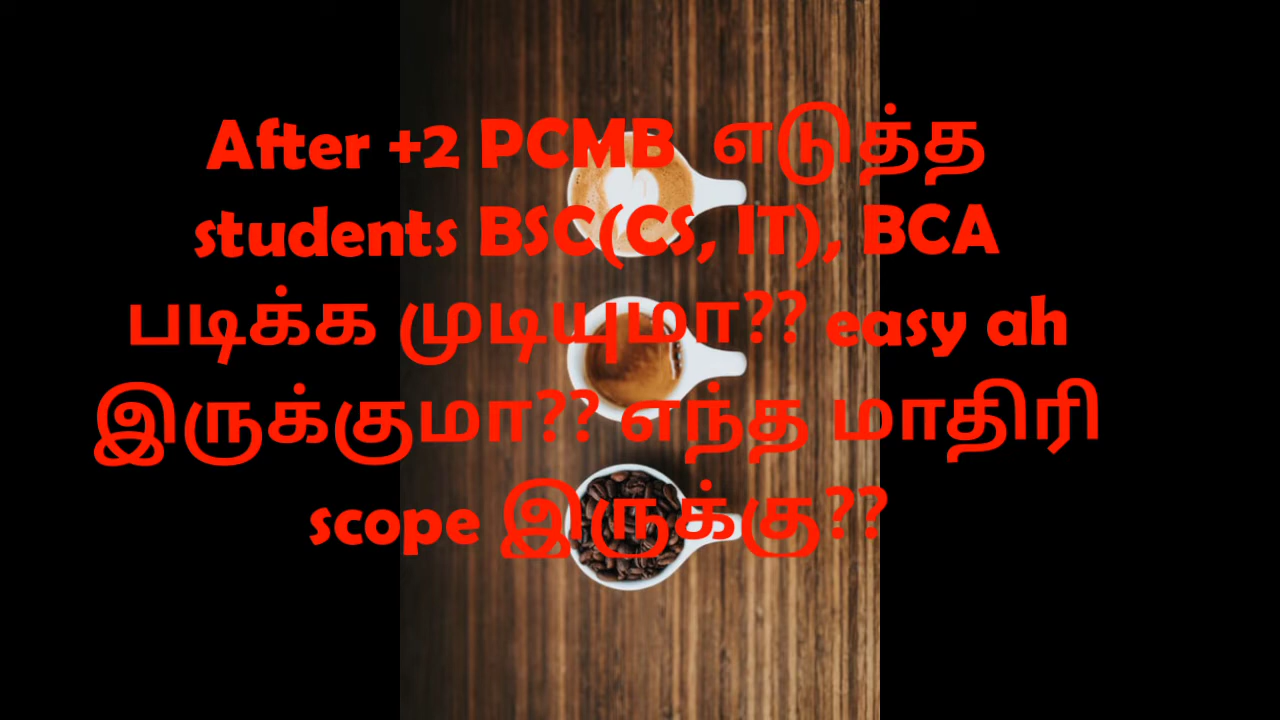 After +2 PCMB எடுத்த
students BSC(CS, IT), BCA
படிக்க முடியுமா?? easy ah
இருக்குமா?? எந்த மாதிரி
scope இருக்கு??